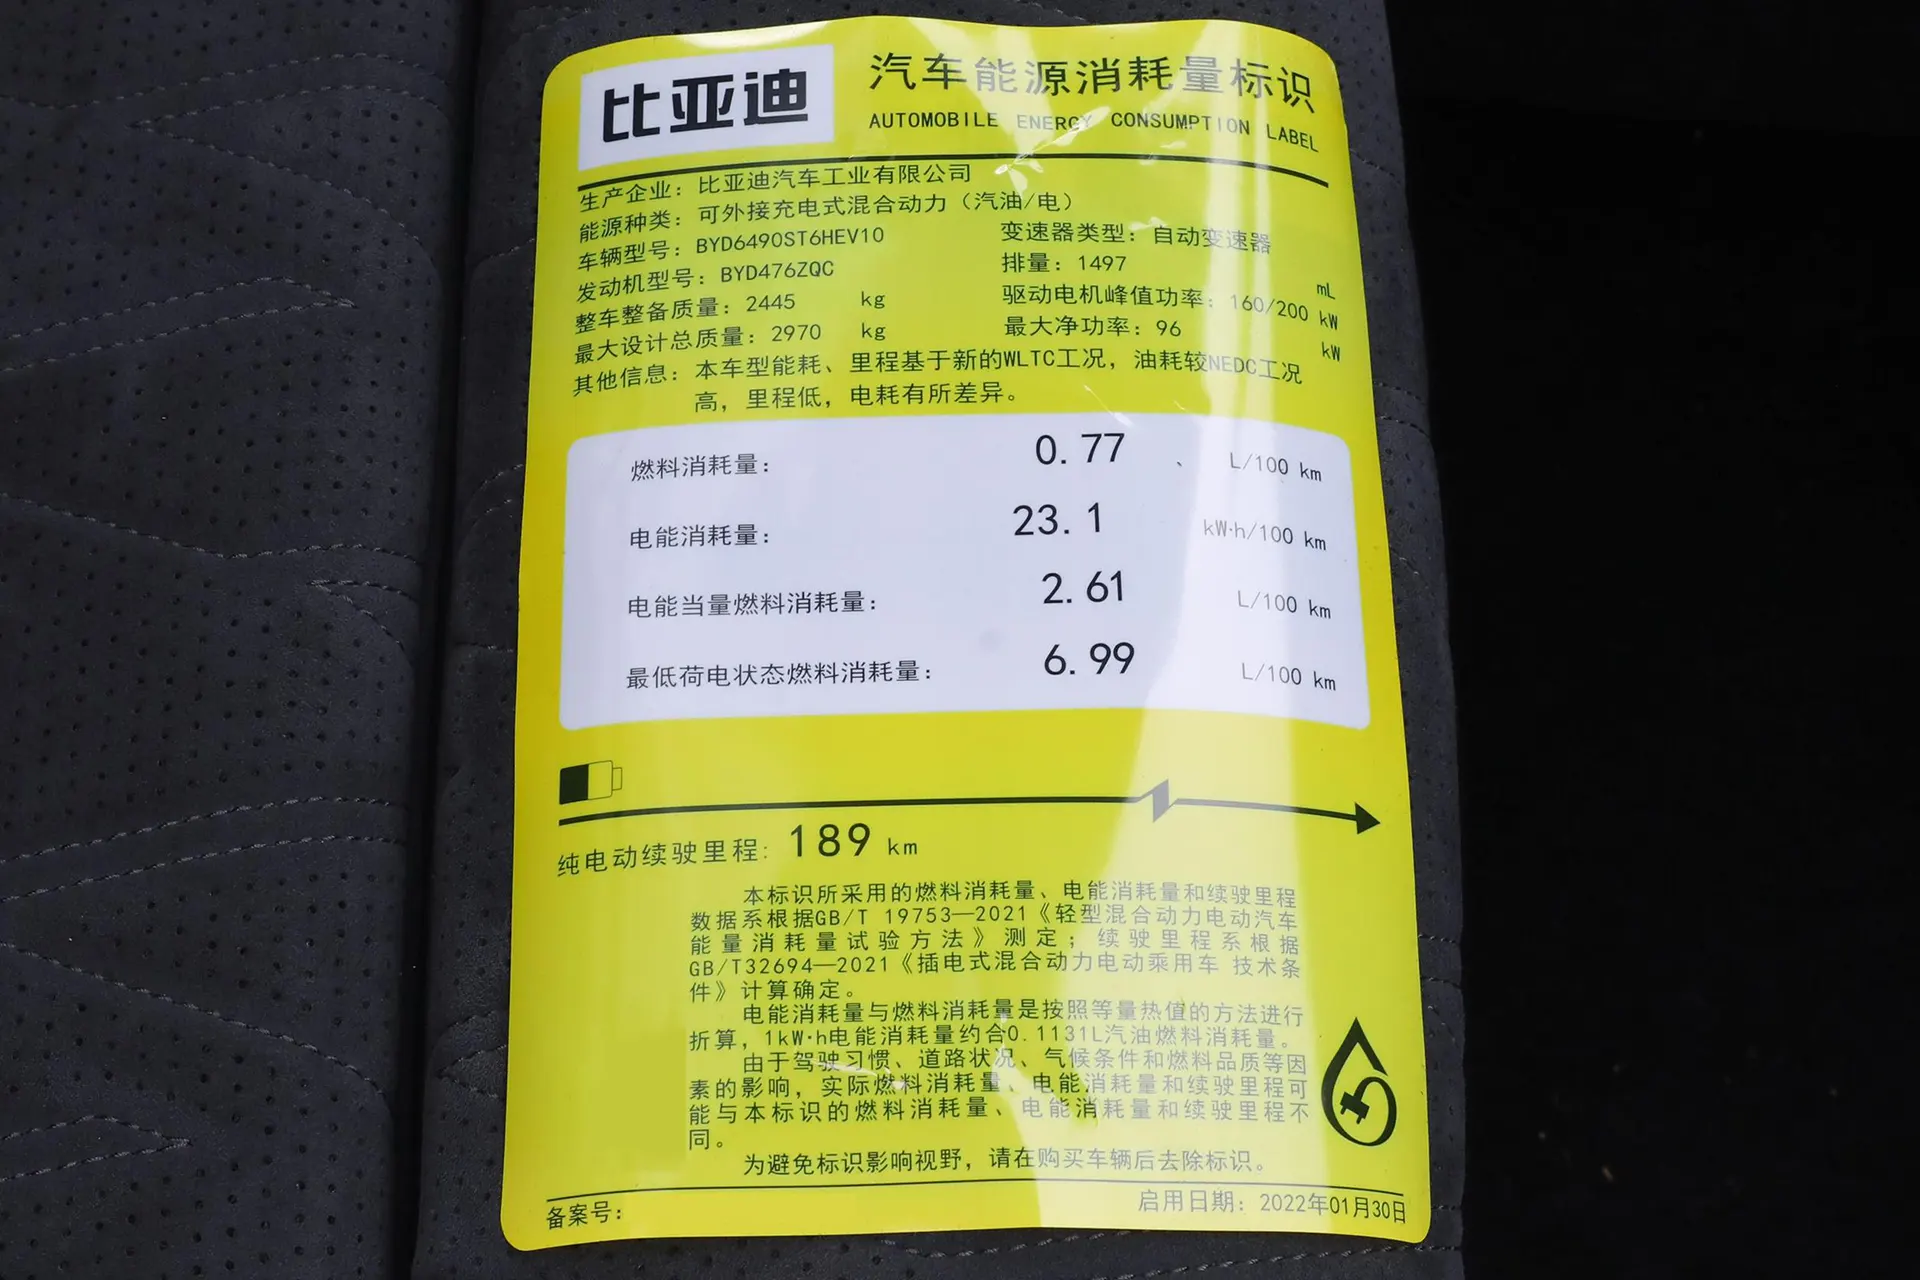 比亚迪
汽车能源消耗量标识
AUTOMOBILE ENERGY CONSUMPTION LABEL
生产企业：比亚迪汽车工业有限公司
能源种类：可外接充电式混合动力（汽油/电）
车辆型号：BYD6490ST6HEV10 变速器类型：自动变速器
发动机型号：BYD476ZQC 排量：1497 mL
整车整备质量：2445 kg 驱动电机峰值功率：160/200 kW
最大设计总质量：2970 kg 最大净功率：96 kW
其他信息：本车型能耗、里程基于新的WLTC工况，油耗较NEDC工况
高，里程低，电耗有所差异。
燃料消耗量： 0.77 L/100 km
电能消耗量： 23.1 kW·h/100 km
电能当量燃料消耗量： 2.61 L/100 km
最低荷电状态燃料消耗量： 6.99 L/100 km
纯电动续驶里程: 189 km
本标识所采用的燃料消耗量、电能消耗量和续驶里程
数据系根据GB/T 19753—2021《轻型混合动力电动汽车
能量消耗量试验方法》测定；续驶里程系根据
GB/T32694—2021《插电式混合动力电动乘用车 技术条
件》计算确定。
电能消耗量与燃料消耗量是按照等量热值的方法进行
折算，1kW·h电能消耗量约合0.1131L汽油燃料消耗量。
由于驾驶习惯、道路状况、气候条件和燃料品质等因
素的影响，实际燃料消耗量、电能消耗量和续驶里程可
能与本标识的燃料消耗量、电能消耗量和续驶里程不
同。
为避免标识影响视野，请在购买车辆后去除标识。
备案号： 启用日期：2022年01月30日